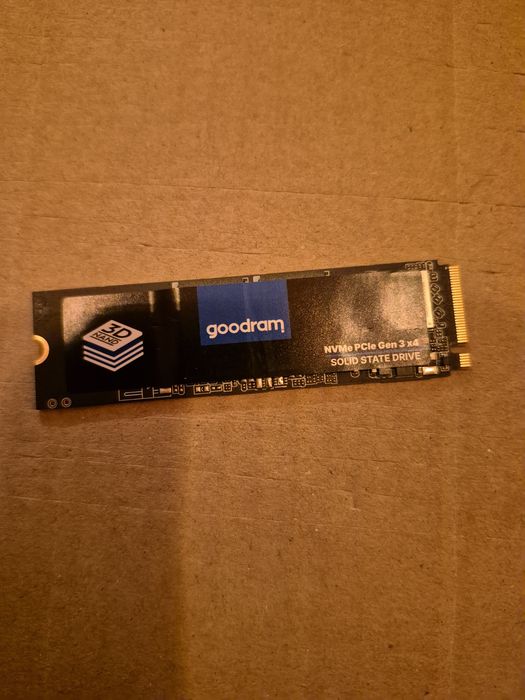 3D
NAND
goodram
NVMe PCIe Gen 3 x4
SOLID STATE DRIVE